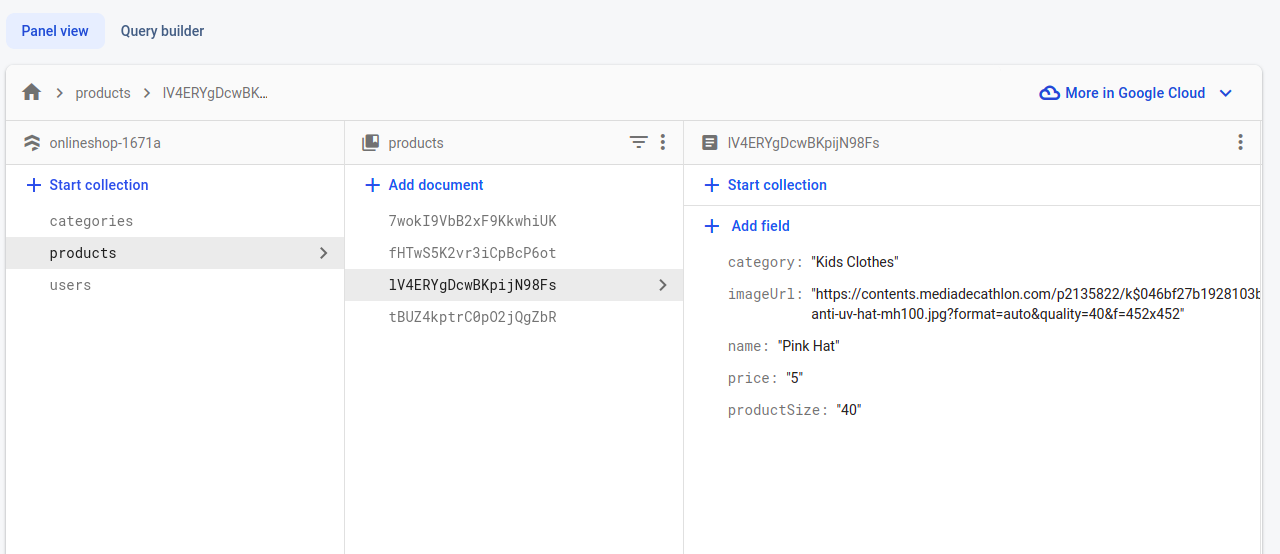 Panel view
Query builder
products
lV4ERYgDcwBK…
More in Google Cloud
onlineshop-1671a
products
lV4ERYgDcwBKpijN98Fs
Start collection
Add document
Start collection
categories
products
users
7wokI9VbB2xF9KkwhiUK
fHTwS5K2vr3iCpBcP6ot
lV4ERYgDcwBKpijN98Fs
tBUZ4kptrC0pO2jQgZbR
Add field
category: "Kids Clothes"
imageUrl: "https://contents.mediadecathlon.com/p2135822/k$046bf27b1928103b
anti-uv-hat-mh100.jpg?format=auto&quality=40&f=452x452"
name: "Pink Hat"
price: "5"
productSize: "40"